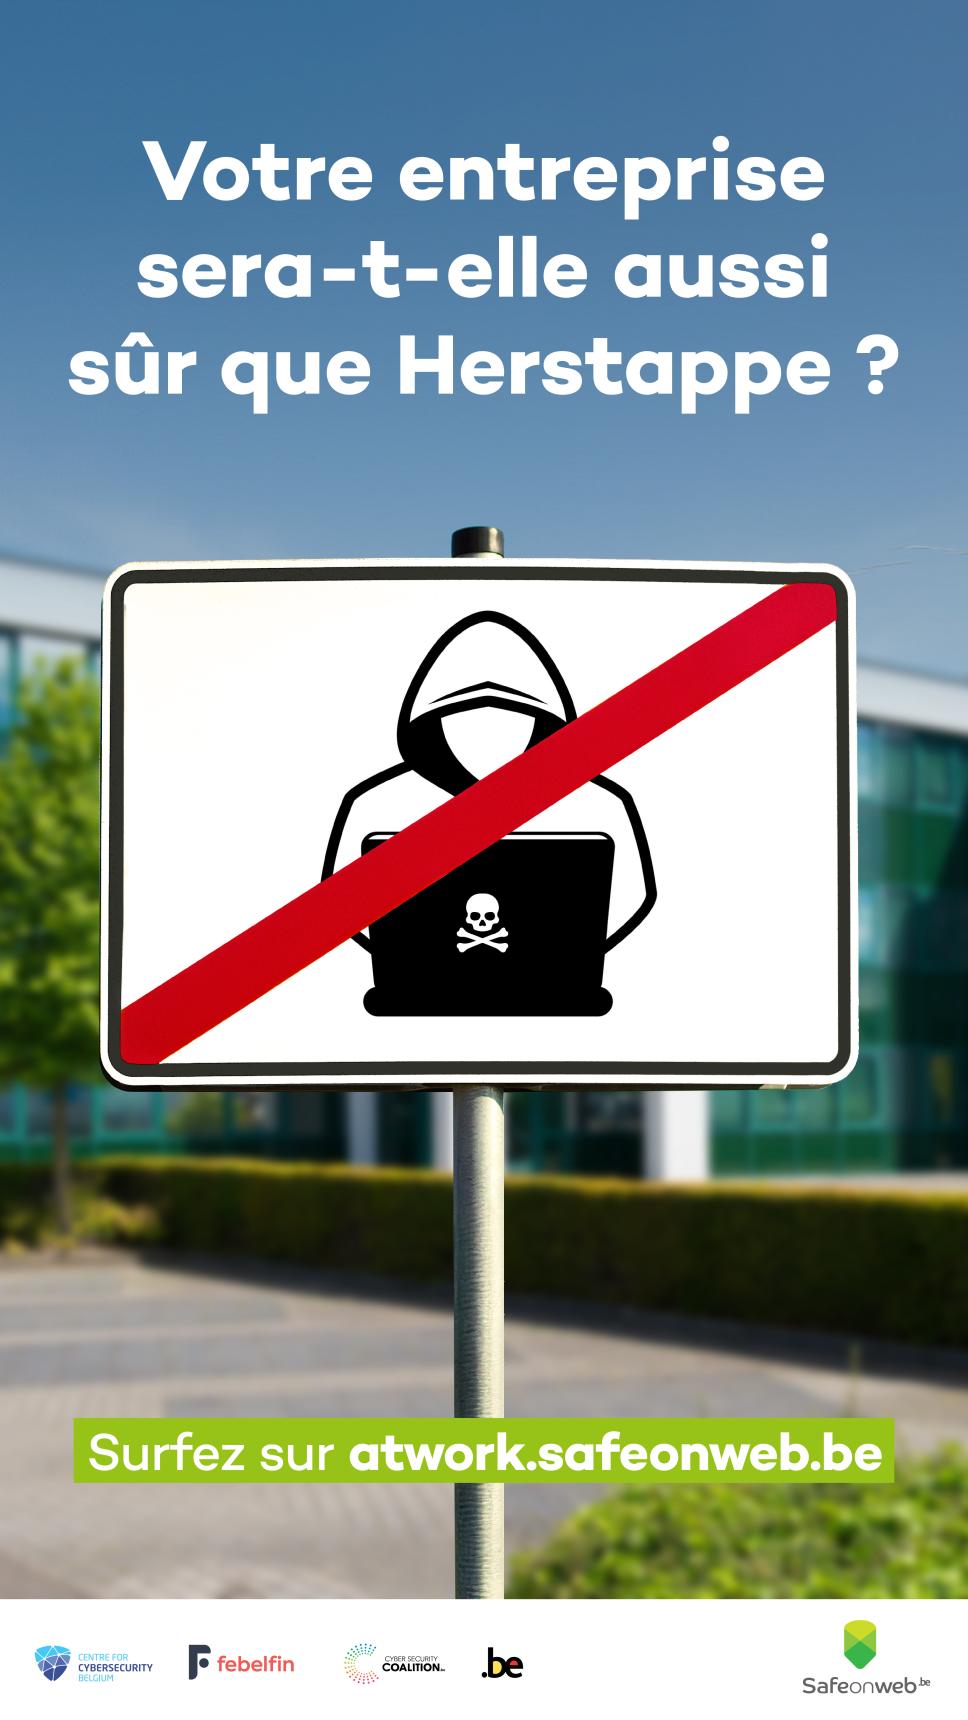 Votre entreprise
sera-t-elle aussi
sûr que Herstappe ?
Surfez sur atwork.safeonweb.be
CENTRE FOR
CYBERSECURITY
BELGIUM
febelfin
CYBER SECURITY
COALITION.be
.be
Safeonweb.be